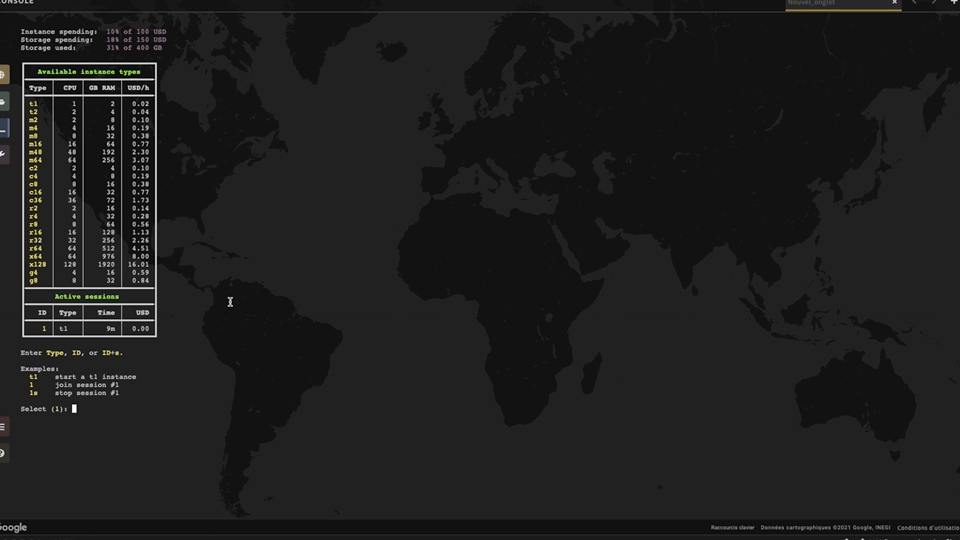 CONSOLE
Nouvel_onglet
Instance spending: 10% of 100 USD
Storage spending: 18% of 150 USD
Storage used: 31% of 400 GB
Available instance types
Type CPU GB RAM USD/h
t1 1 2 0.02
t2 2 4 0.04
m2 2 8 0.10
m4 4 16 0.19
m8 8 32 0.38
m16 16 64 0.77
m48 48 192 2.30
m64 64 256 3.07
c2 2 4 0.10
c4 4 8 0.19
c8 8 16 0.38
c16 16 32 0.77
c36 36 72 1.73
r2 2 16 0.14
r4 4 32 0.28
r8 8 64 0.56
r16 16 128 1.13
r32 32 256 2.26
r64 64 512 4.51
x64 64 976 8.00
x128 128 1920 16.01
g4 4 16 0.59
g8 8 32 0.84
Active sessions
ID Type Time USD
1 t1 9m 0.00
Enter Type, ID, or ID+s.
Examples:
t1 start a t1 instance
1 join session #1
1s stop session #1
Select (1):
Google
Raccourcis clavier Données cartographiques ©2021 Google, INEGI Conditions d'utilisatio